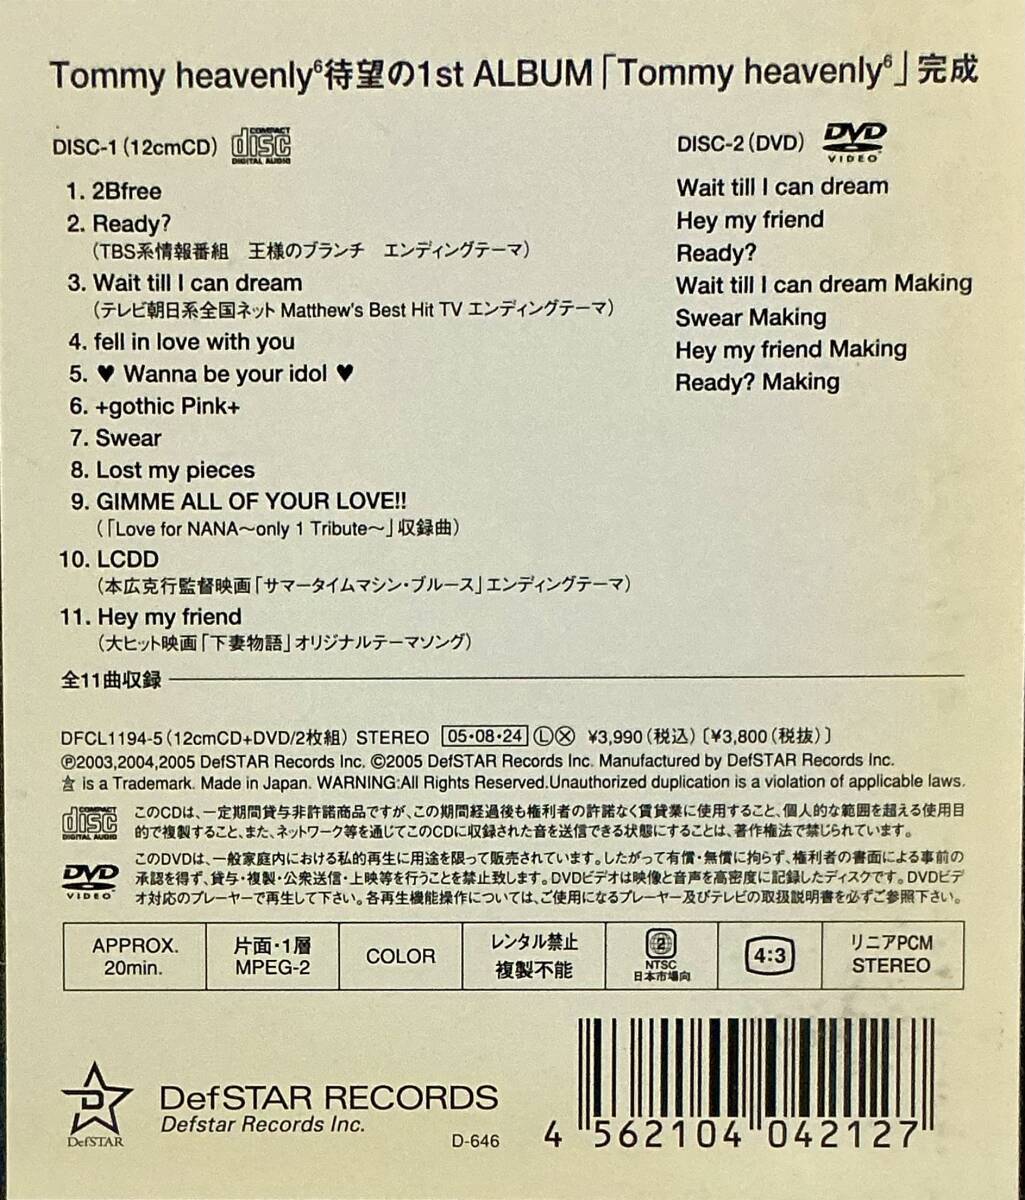 Tommy heavenly⁶待望の1st ALBUM「Tommy heavenly⁶」完成
DISC-1(12cmCD) COMPACT disc DIGITAL AUDIO
1. 2Bfree
2. Ready?
(TBS系情報番組　王様のブランチ　エンディングテーマ)
3. Wait till I can dream
(テレビ朝日系全国ネット Matthew's Best Hit TV エンディングテーマ)
4. fell in love with you
5. ♥ Wanna be your idol ♥
6. +gothic Pink+
7. Swear
8. Lost my pieces
9. GIMME ALL OF YOUR LOVE!!
(「Love for NANA〜only 1 Tribute〜」収録曲)
10. LCDD
(本広克行監督映画「サマータイムマシン・ブルース」エンディングテーマ)
11. Hey my friend
(大ヒット映画「下妻物語」オリジナルテーマソング)
全11曲収録
DISC-2(DVD) DVD VIDEO
Wait till I can dream
Hey my friend
Ready?
Wait till I can dream Making
Swear Making
Hey my friend Making
Ready? Making
DFCL1194-5(12cmCD+DVD/2枚組) STEREO 05・08・24 Ⓛⓧ ¥3,990(税込)〔¥3,800(税抜)〕
Ⓟ2003,2004,2005 DefSTAR Records Inc. ©2005 DefSTAR Records Inc. Manufactured by DefSTAR Records Inc.
is a Trademark. Made in Japan. WARNING:All Rights Reserved.Unauthorized duplication is a violation of applicable laws.
COMPACT disc DIGITAL AUDIO
このCDは、一定期間貸与非許諾商品ですが、この期間経過後も権利者の許諾なく賃貸業に使用すること、個人的な範囲を超える使用目
的で複製すること、また、ネットワーク等を通じてこのCDに収録された音を送信できる状態にすることは、著作権法で禁じられています。
DVD VIDEO
このDVDは、一般家庭内における私的再生に用途を限って販売されています。したがって有償・無償に拘らず、権利者の書面による事前の
承認を得ず、貸与・複製・公衆送信・上映等を行うことを禁止致します。DVDビデオは映像と音声を高密度に記録したディスクです。DVDビデ
オ対応のプレーヤーで再生して下さい。各再生機能操作については、ご使用になるプレーヤー及びテレビの取扱説明書を必ずご参照下さい。
APPROX.
20min.
片面・1層
MPEG-2
COLOR
レンタル禁止
複製不能
2
NTSC
日本市場向
4:3
リニアPCM
STEREO
D
DefSTAR
DefSTAR RECORDS
Defstar Records Inc.
D-646
4 562104 042127